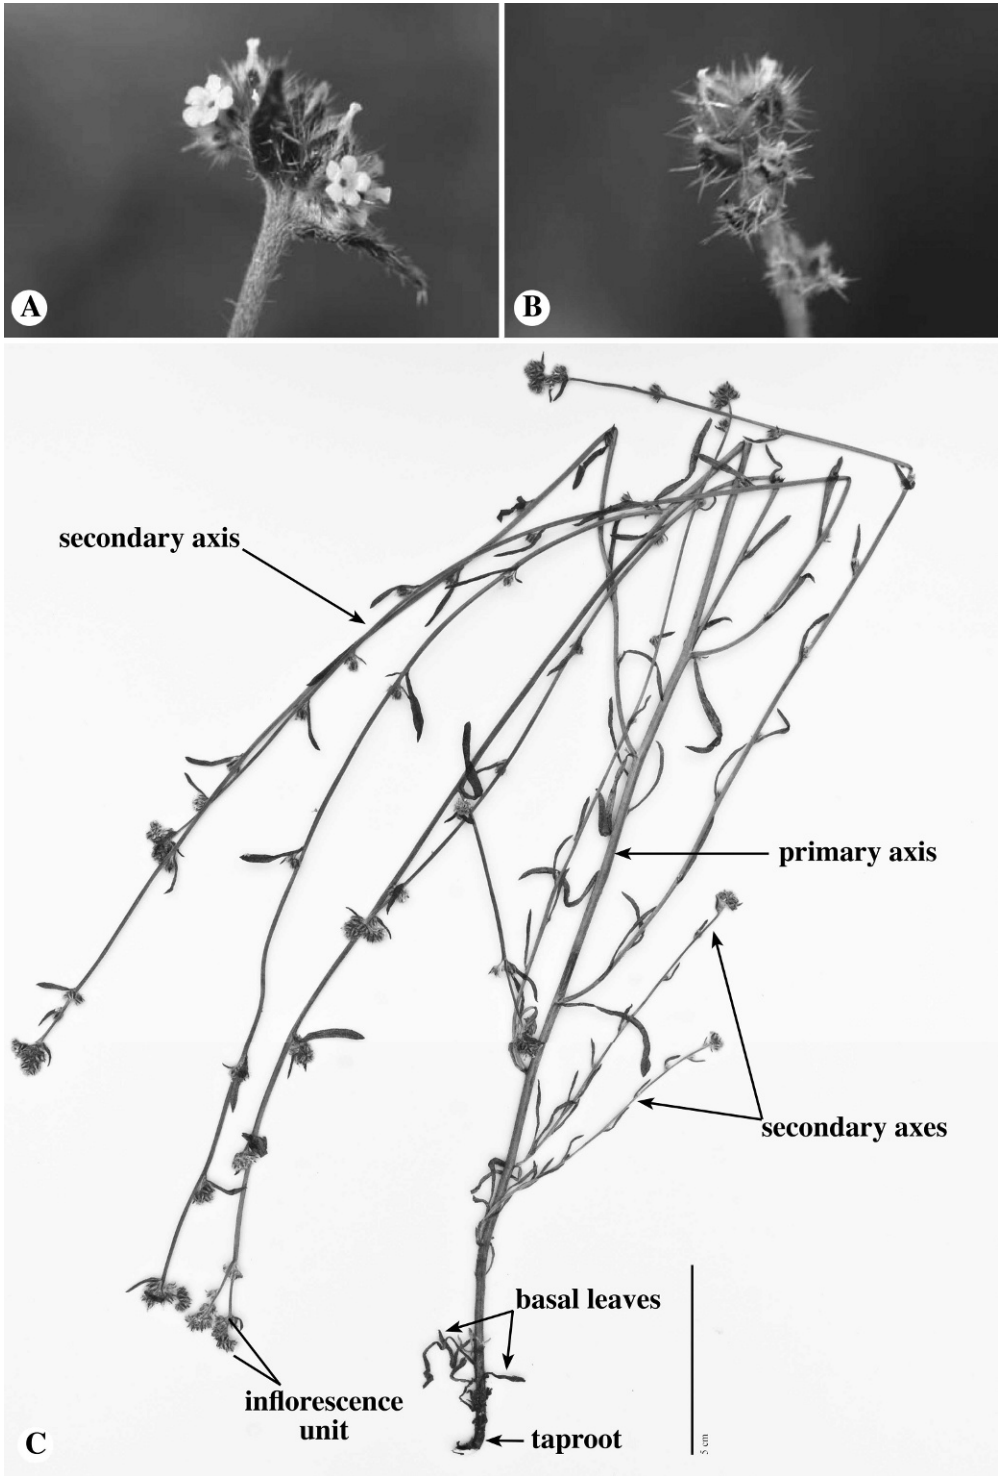 A
B
secondary axis
primary axis
secondary axes
basal leaves
inflorescence
unit
C
taproot
5 cm